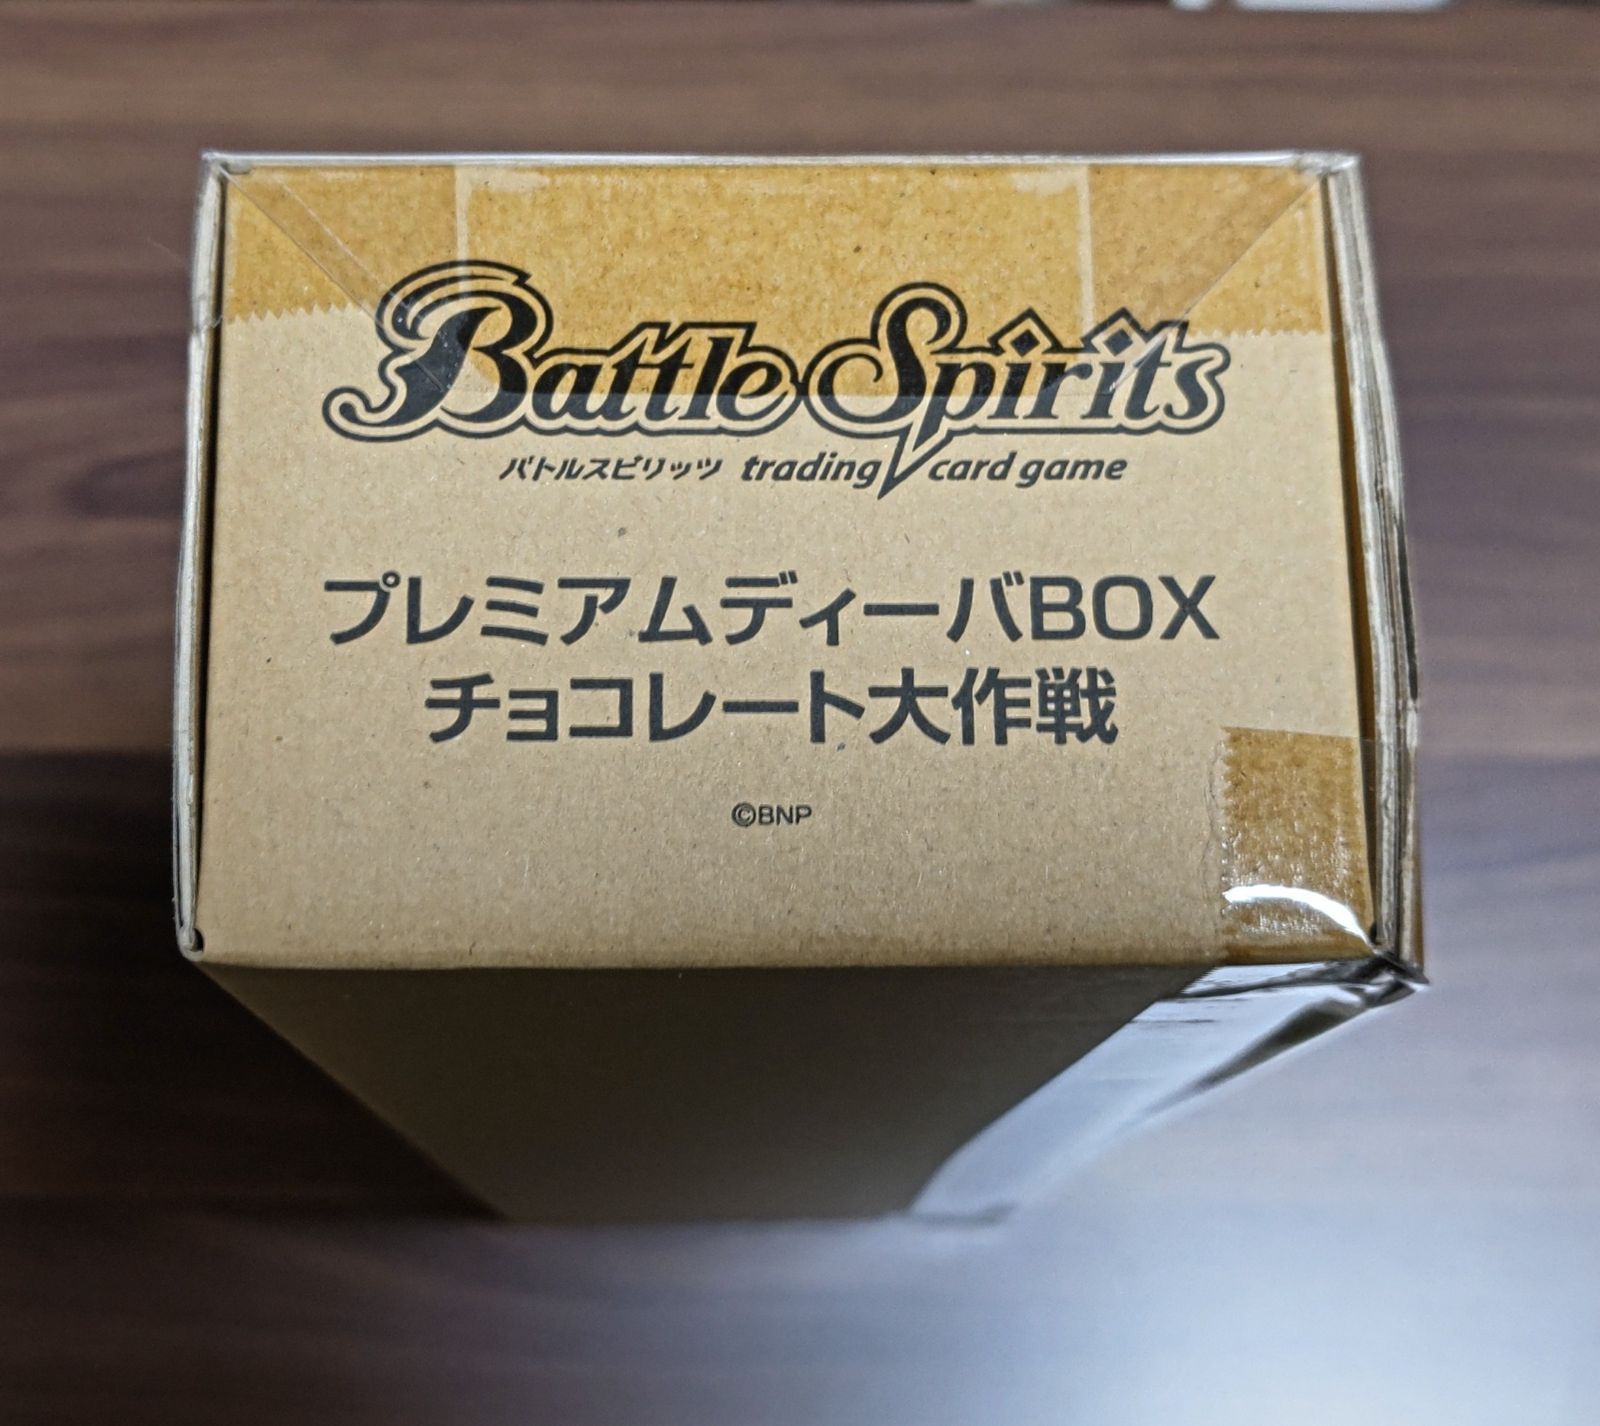 Battle Spirits
バトルスピリッツ trading card game
プレミアムディーバBOX
チョコレート大作戦
©BNP